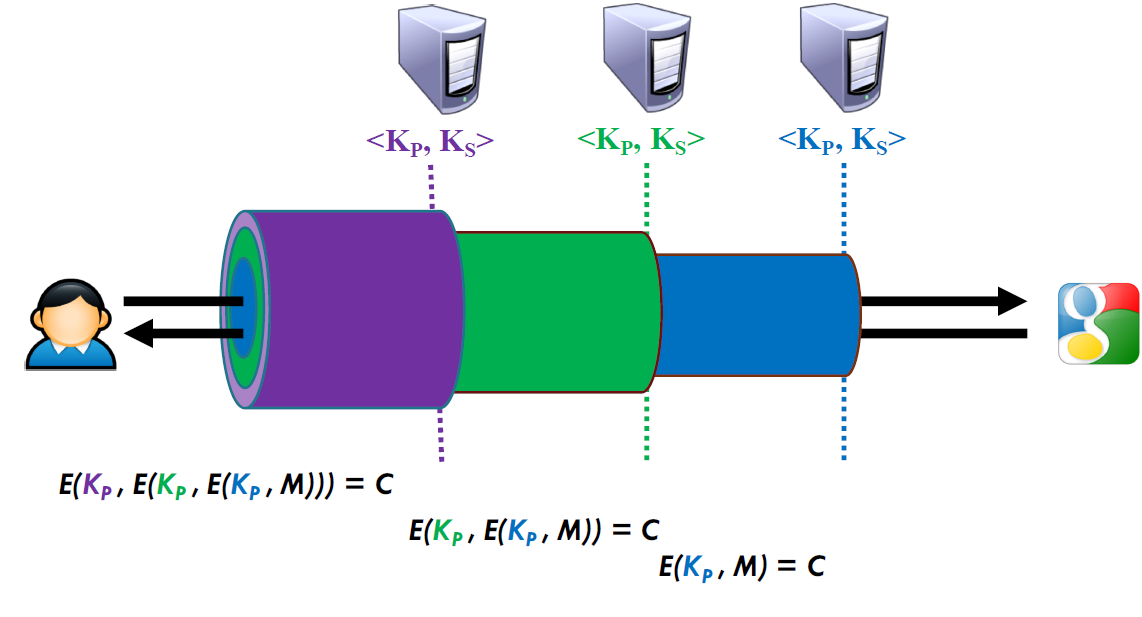 <KP, KS> <KP, KS> <KP, KS>
E(KP, E(KP, E(KP, M))) = C
E(KP, E(KP, M)) = C
E(KP, M) = C